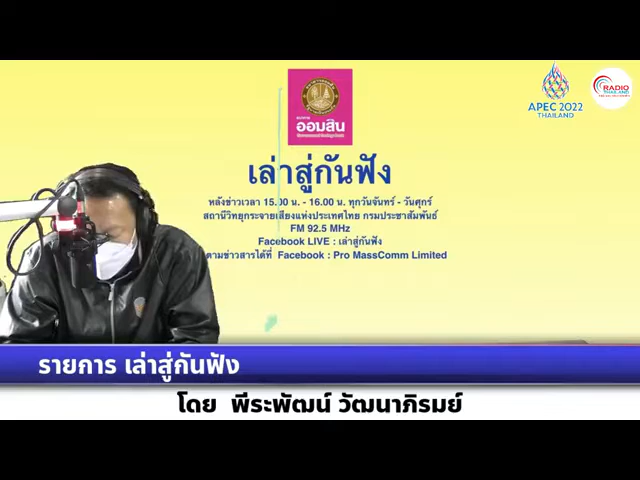 APEC 2022
THAILAND
RADIO
THAILAND
ธนาคาร
ออมสิน
เล่าสู่กันฟัง
หลังข่าวเวลา 15.00 น. - 16.00 น. ทุกวันจันทร์ - วันศุกร์
สถานีวิทยุกระจายเสียงแห่งประเทศไทย กรมประชาสัมพันธ์
FM 92.5 MHz
Facebook LIVE : เล่าสู่กันฟัง
ตามข่าวสารได้ที่ Facebook : Pro MassComm Limited
รายการ เล่าสู่กันฟัง
โดย พีระพัฒน์ วัฒนาภิรมย์